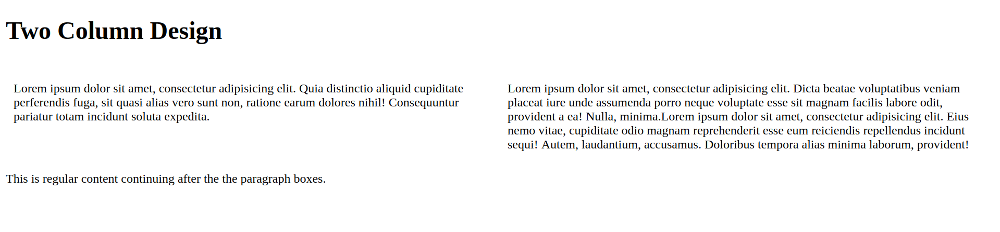 Two Column Design
Lorem ipsum dolor sit amet, consectetur adipisicing elit. Quia distinctio aliquid cupiditate
perferendis fuga, sit quasi alias vero sunt non, ratione earum dolores nihil! Consequuntur
pariatur totam incidunt soluta expedita.
Lorem ipsum dolor sit amet, consectetur adipisicing elit. Dicta beatae voluptatibus veniam
placeat iure unde assumenda porro neque voluptate esse sit magnam facilis labore odit,
provident a ea! Nulla, minima.Lorem ipsum dolor sit amet, consectetur adipisicing elit. Eius
nemo vitae, cupiditate odio magnam reprehenderit esse eum reiciendis repellendus incidunt
sequi! Autem, laudantium, accusamus. Doloribus tempora alias minima laborum, provident!
This is regular content continuing after the the paragraph boxes.